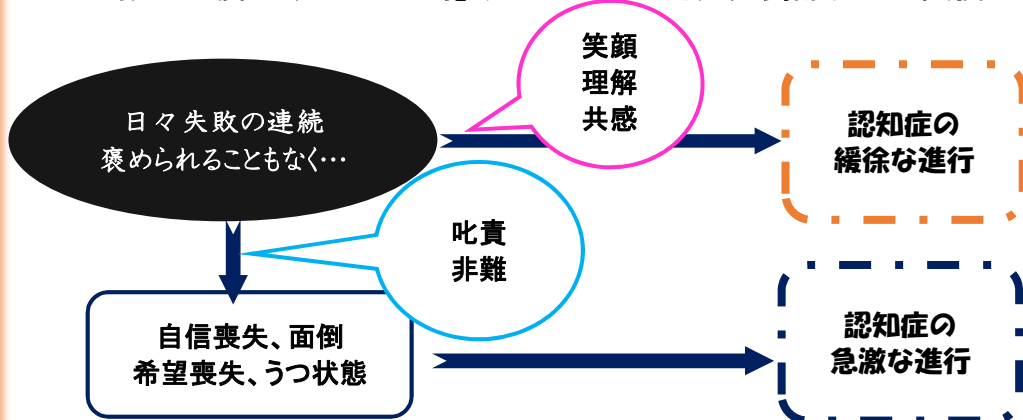 笑顔
理解
共感
日々失敗の連続
褒められることもなく…
認知症の
緩徐な進行
叱責
非難
自信喪失、面倒
希望喪失、うつ状態
認知症の
急激な進行